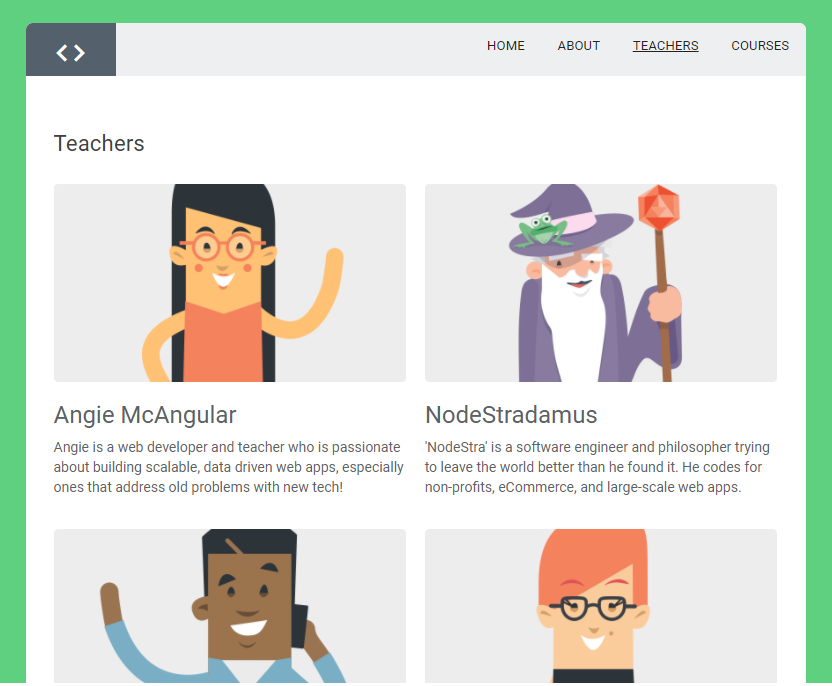 HOME ABOUT TEACHERS COURSES
Teachers
Angie McAngular
Angie is a web developer and teacher who is passionate
about building scalable, data driven web apps, especially
ones that address old problems with new tech!
NodeStradamus
'NodeStra' is a software engineer and philosopher trying
to leave the world better than he found it. He codes for
non-profits, eCommerce, and large-scale web apps.